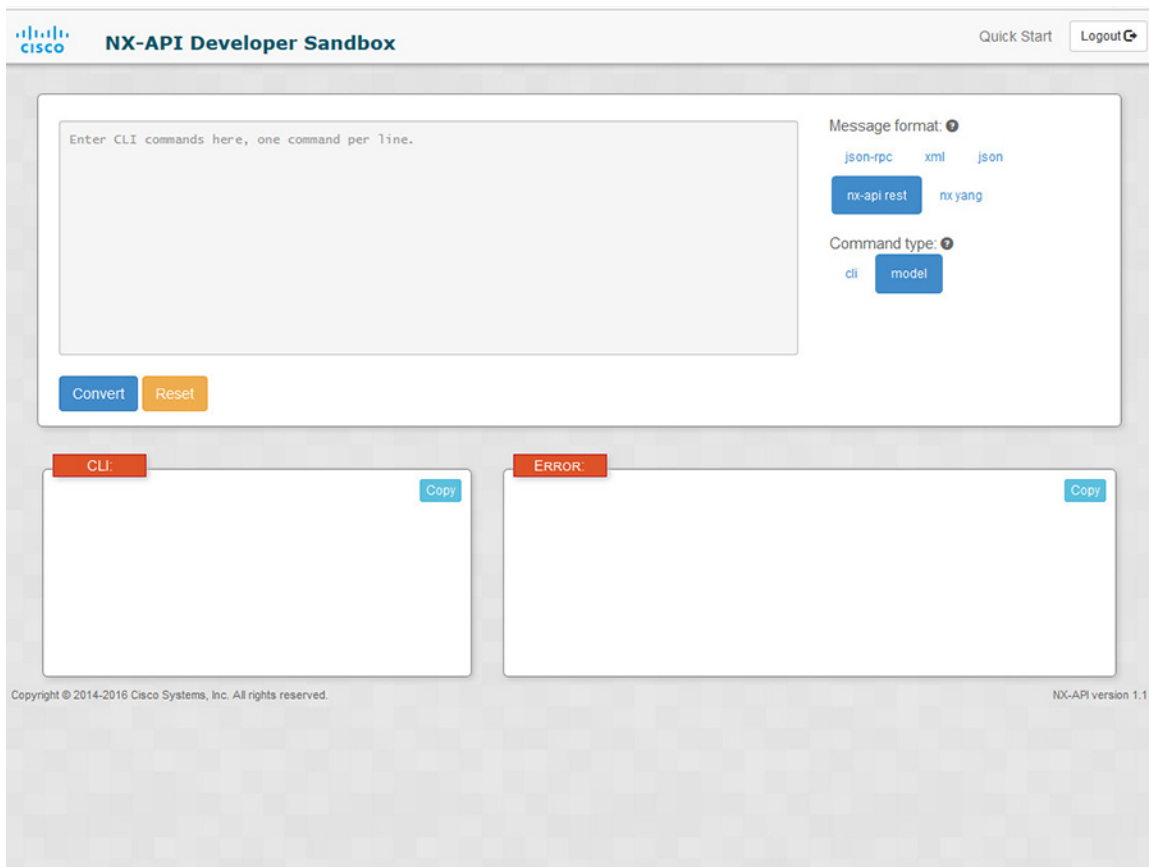 cisco
NX-API Developer Sandbox
Quick Start
Logout
Enter CLI commands here, one command per line.
Message format:
json-rpc xml json
nx-api rest nx yang
Command type:
cli model
Convert Reset
CLI:
Copy
ERROR:
Copy
Copyright © 2014-2016 Cisco Systems, Inc. All rights reserved.
NX-API version 1.1